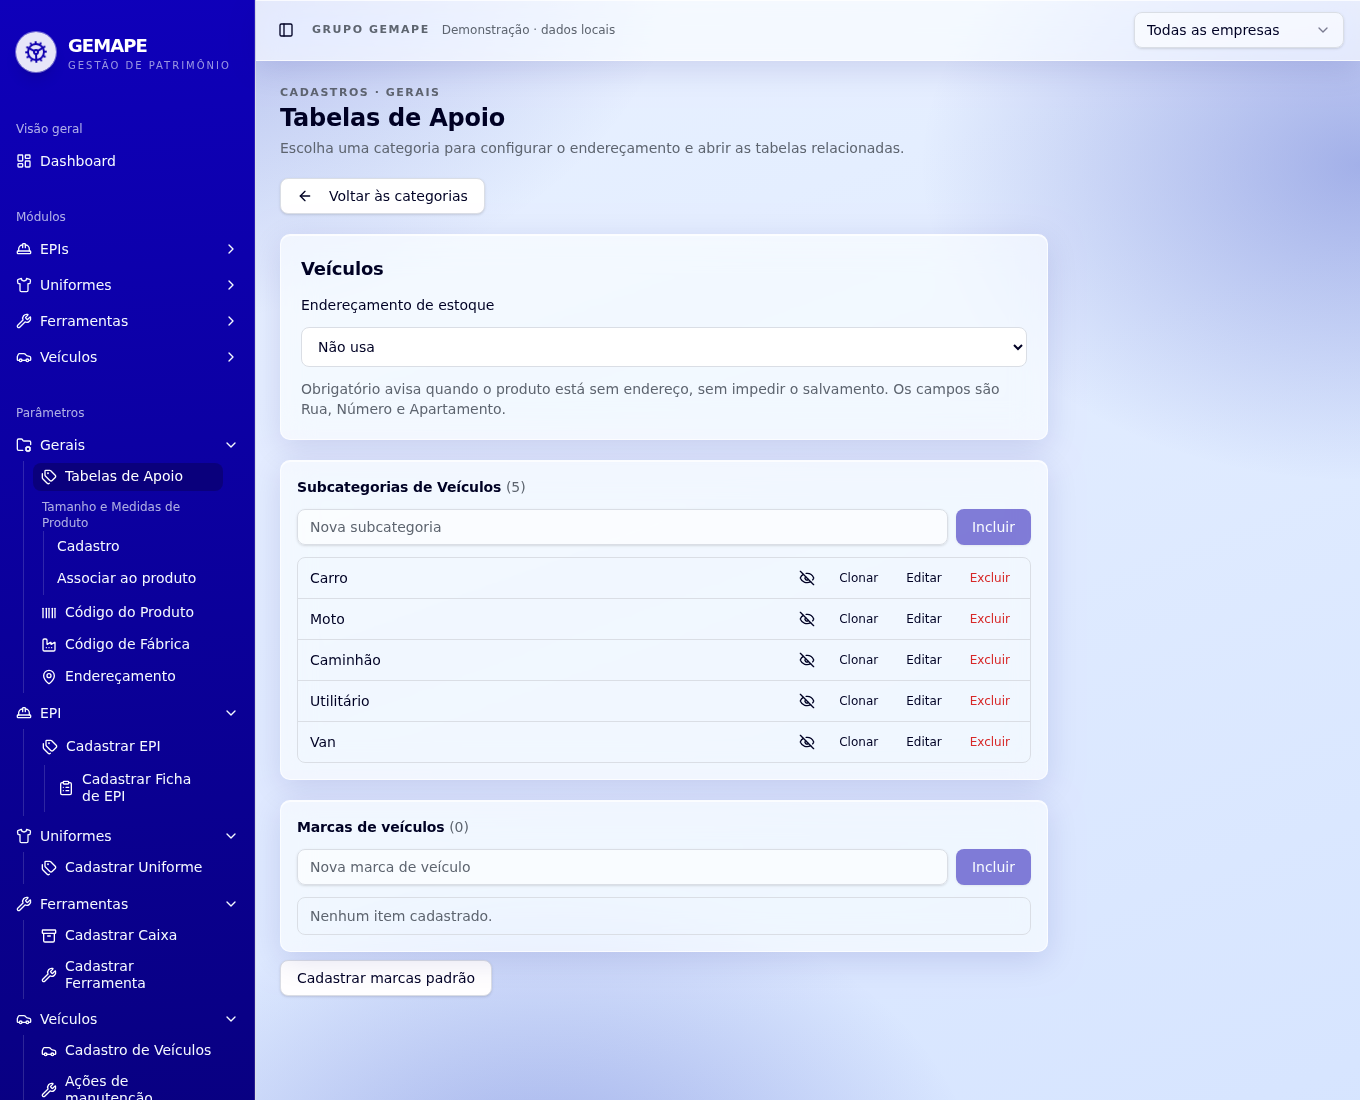 GEMAPE
GESTÃO DE PATRIMÔNIO
Visão geral
Dashboard
Módulos
EPIs
Uniformes
Ferramentas
Veículos
Parâmetros
Gerais
Tabelas de Apoio
Tamanho e Medidas de
Produto
Cadastro
Associar ao produto
Código do Produto
Código de Fábrica
Endereçamento
EPI
Cadastrar EPI
Cadastrar Ficha
de EPI
Uniformes
Cadastrar Uniforme
Ferramentas
Cadastrar Caixa
Cadastrar
Ferramenta
Veículos
Cadastro de Veículos
Ações de
manutenção
GRUPO GEMAPE Demonstração · dados locais
Todas as empresas
CADASTROS · GERAIS
Tabelas de Apoio
Escolha uma categoria para configurar o endereçamento e abrir as tabelas relacionadas.
Voltar às categorias
Veículos
Endereçamento de estoque
Não usa
Obrigatório avisa quando o produto está sem endereço, sem impedir o salvamento. Os campos são
Rua, Número e Apartamento.
Subcategorias de Veículos (5)
Nova subcategoria Incluir
Carro Clonar Editar Excluir
Moto Clonar Editar Excluir
Caminhão Clonar Editar Excluir
Utilitário Clonar Editar Excluir
Van Clonar Editar Excluir
Marcas de veículos (0)
Nova marca de veículo Incluir
Nenhum item cadastrado.
Cadastrar marcas padrão